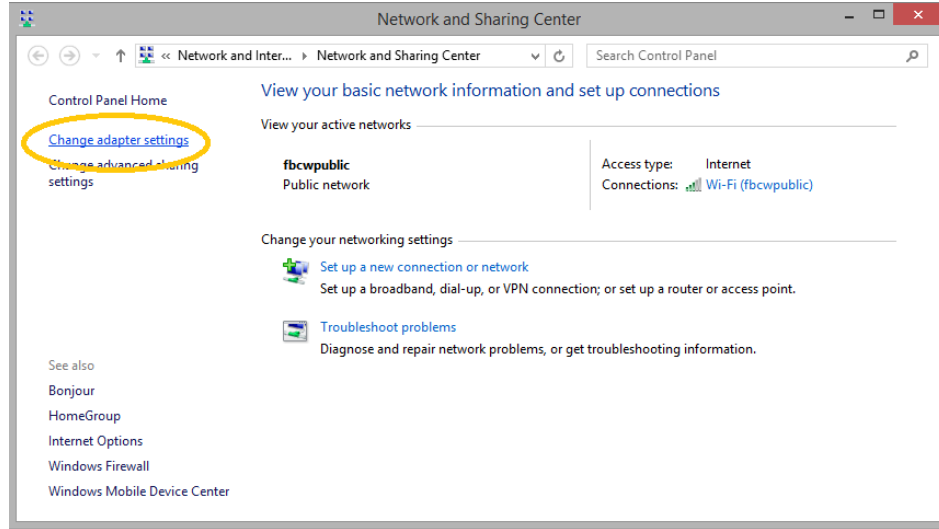 Network and Sharing Center
« Network and Inter... Network and Sharing Center
Search Control Panel
Control Panel Home
Change adapter settings
Change advanced sharing
settings
See also
Bonjour
HomeGroup
Internet Options
Windows Firewall
Windows Mobile Device Center
View your basic network information and set up connections
View your active networks
fbcwpublic
Public network
Access type: Internet
Connections: Wi-Fi (fbcwpublic)
Change your networking settings
Set up a new connection or network
Set up a broadband, dial-up, or VPN connection; or set up a router or access point.
Troubleshoot problems
Diagnose and repair network problems, or get troubleshooting information.